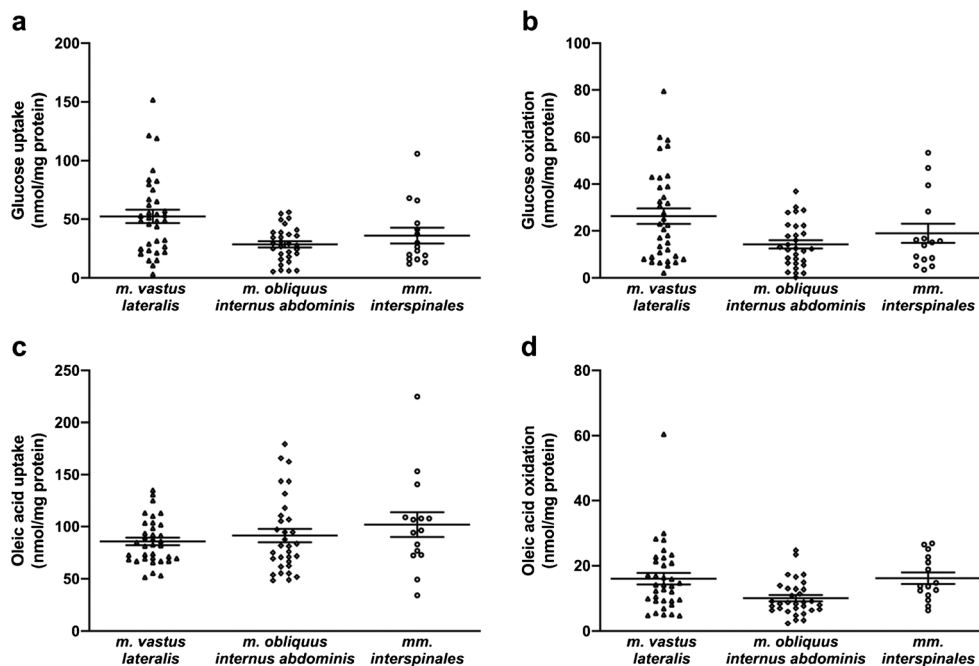 a
Glucose uptake
(nmol/mg protein)
200
150
100
50
0
m. vastus
lateralis
m. obliquus
internus abdominis
mm.
interspinales
b
Glucose oxidation
(nmol/mg protein)
100
80
60
40
20
0
m. vastus
lateralis
m. obliquus
internus abdominis
mm.
interspinales
c
Oleic acid uptake
(nmol/mg protein)
250
200
150
100
50
0
m. vastus
lateralis
m. obliquus
internus abdominis
mm.
interspinales
d
Oleic acid oxidation
(nmol/mg protein)
80
60
40
20
0
m. vastus
lateralis
m. obliquus
internus abdominis
mm.
interspinales